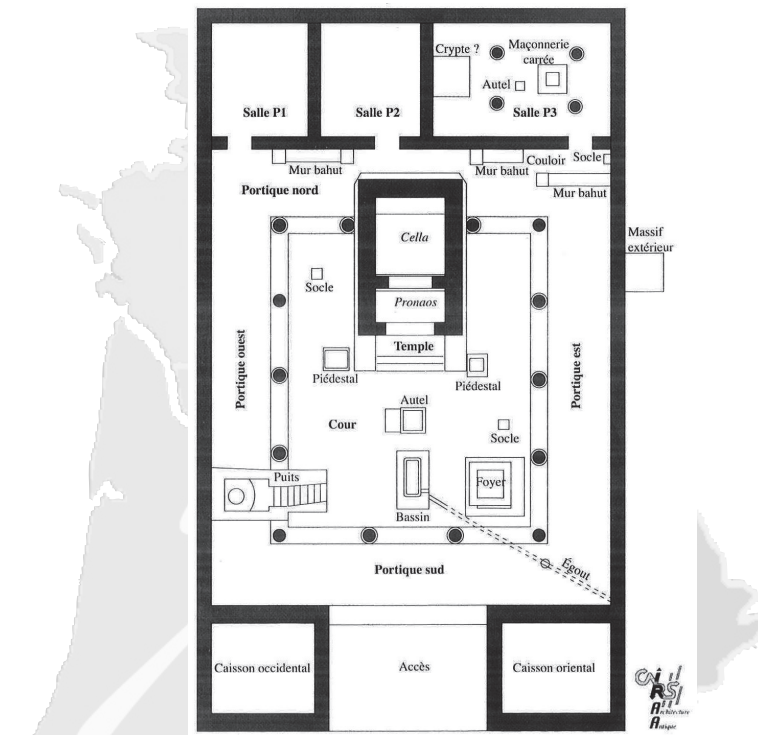 Crypte ?
Maçonnerie
carrée
Autel
Salle P1
Salle P2
Salle P3
Mur bahut
Mur bahut
Couloir
Socle
Mur bahut
Portique nord
Massif
extérieur
Cella
Socle
Pronaos
Temple
Portique ouest
Portique est
Piédestal
Piédestal
Autel
Cour
Socle
Puits
Foyer
Bassin
Égout
Portique sud
Caisson occidental
Accès
Caisson oriental
Architecture
Antique